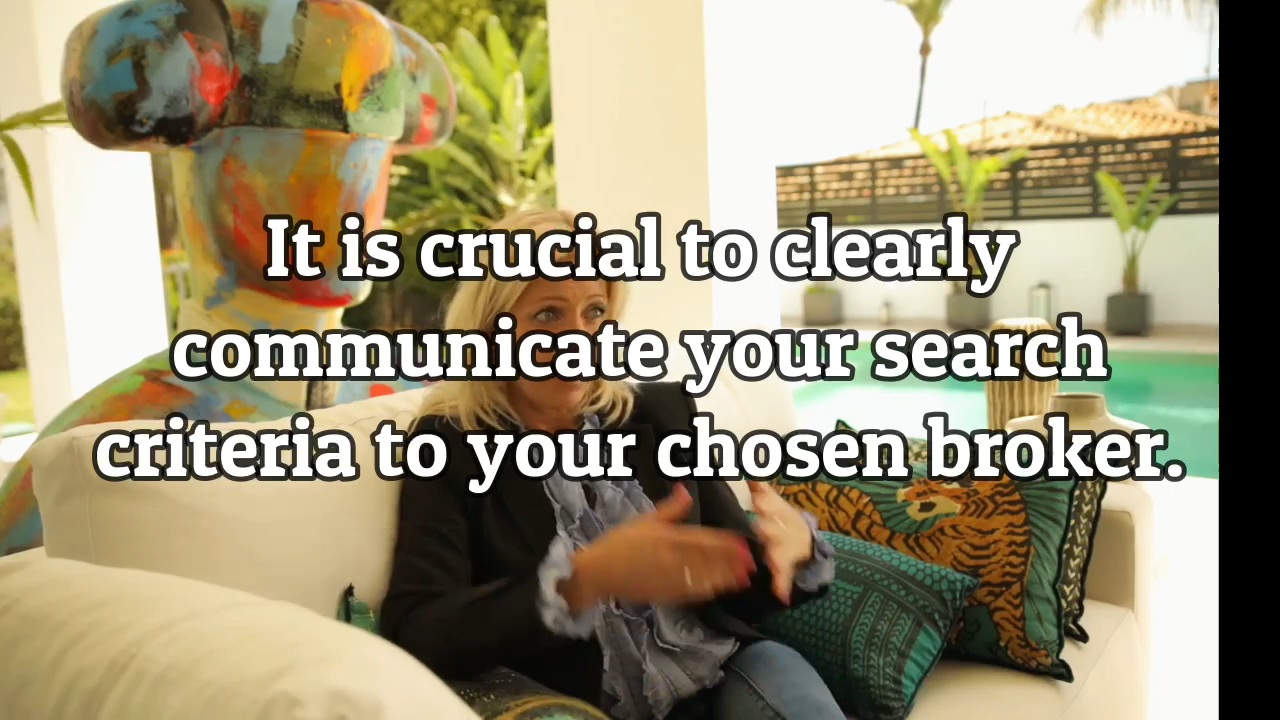 It is crucial to clearly
communicate your search
criteria to your chosen broker.